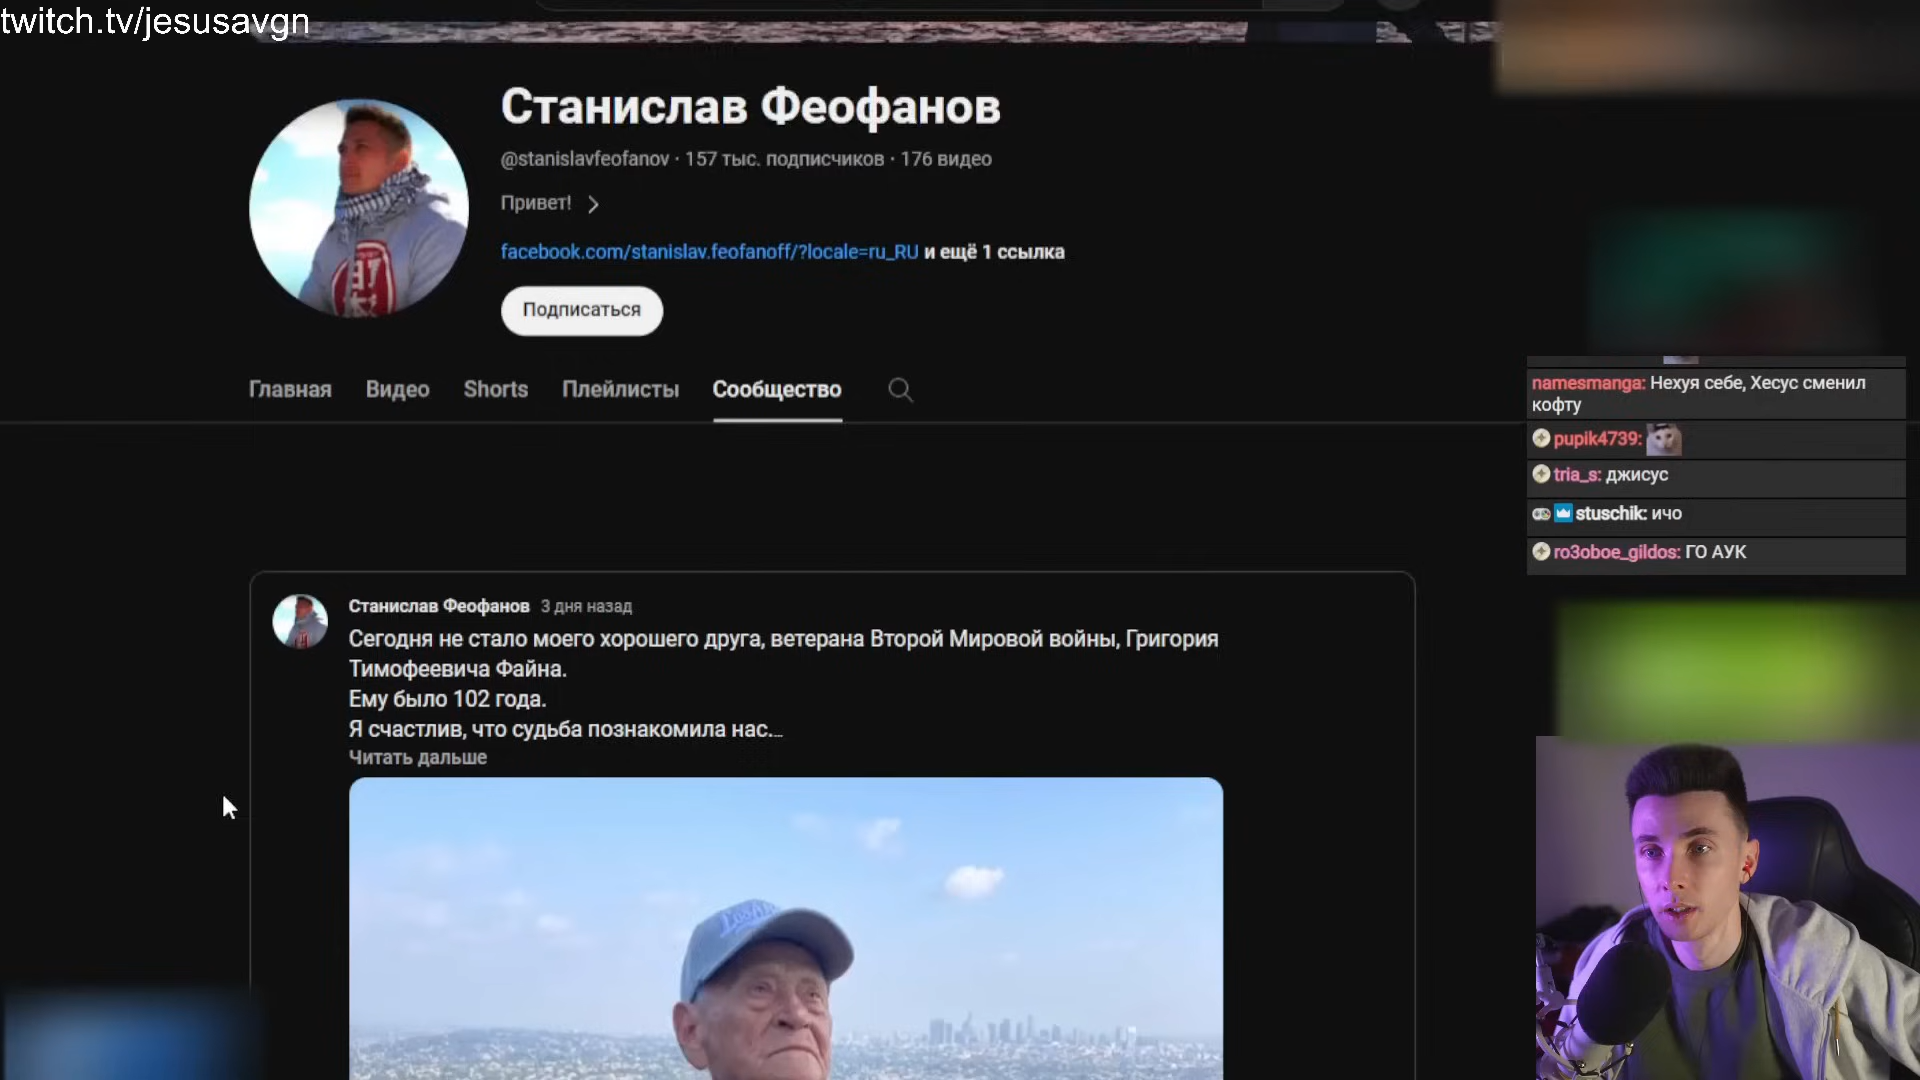 twitch.tv/jesusavgn
Станислав Феофанов
@stanislavfeofanov · 157 тыс. подписчиков · 176 видео
Привет!
facebook.com/stanislav.feofanoff/?locale=ru_RU и ещё 1 ссылка
Подписаться
Главная Видео Shorts Плейлисты Сообщество
namesmanga: Нехуя себе, Хесус сменил
кофту
pupik4739:
tria_s: джисус
stuschik: ичо
ro3oboe_gildos: ГО АУК
Станислав Феофанов 3 дня назад
Сегодня не стало моего хорошего друга, ветерана Второй Мировой войны, Григория
Тимофеевича Файна.
Ему было 102 года.
Я счастлив, что судьба познакомила нас....
Читать дальше